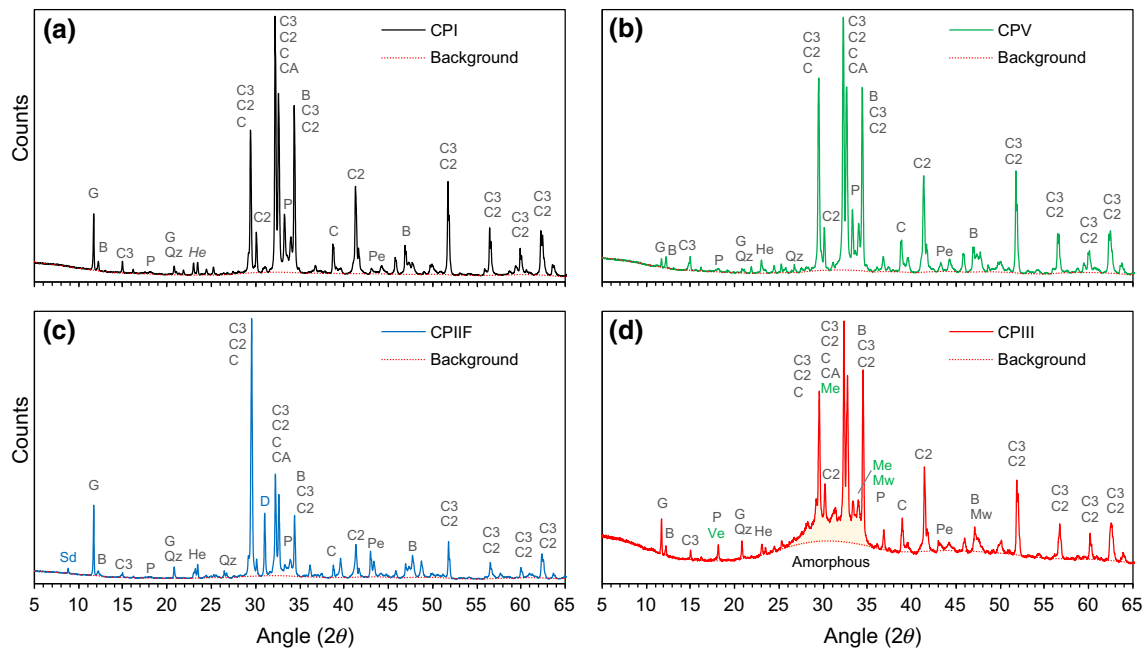 (a)
CPI
Background
Counts
G
B
C3
P
G
Qz
He
C3
C2
C
C2
C3
C2
C
CA
P
B
C3
C2
C
C2
Pe
B
C3
C2
C3
C2
C3
C2
C3
C2
(b)
CPV
Background
G
B
C3
P
G
Qz
He
Qz
C3
C2
C
C2
C3
C2
C
CA
P
B
C3
C2
C
C2
Pe
B
C3
C2
C3
C2
C3
C2
C3
C2
(c)
CPIIF
Background
Counts
Sd
G
B
C3
P
G
Qz
He
Qz
C3
C2
C
D
C3
C2
C
CA
P
B
C3
C2
C
C2
Pe
B
C3
C2
C3
C2
C3
C2
C3
C2
5 10 15 20 25 30 35 40 45 50 55 60 65
Angle (2θ)
(d)
CPIII
Background
G
B
C3
P
Ve
G
Qz
He
C3
C2
C
C2
C3
C2
C
CA
Me
B
C3
C2
Me
Mw
P
C
C2
Pe
B
Mw
C3
C2
C3
C2
C3
C2
C3
C2
Amorphous
5 10 15 20 25 30 35 40 45 50 55 60 65
Angle (2θ)